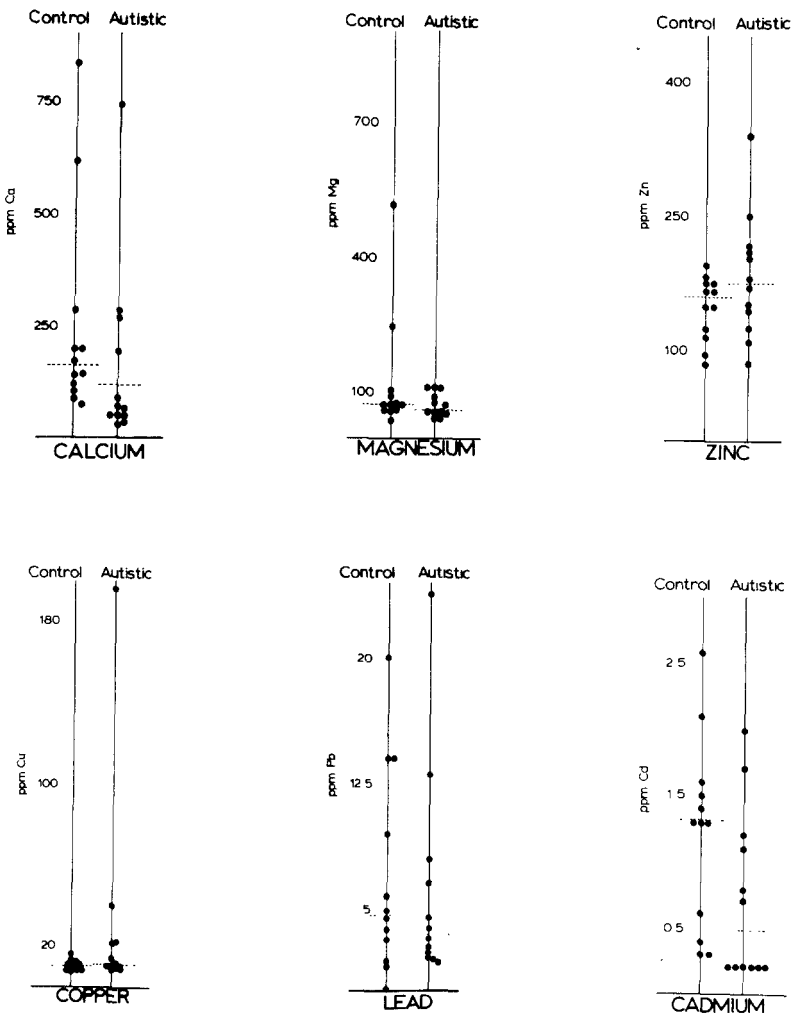 Control Autistic
750
500
250
ppm Ca
CALCIUM
Control Autistic
700
400
100
ppm Mg
MAGNESIUM
Control Autistic
400
250
100
ppm Zn
ZINC
Control Autistic
180
100
20
ppm Cu
COPPER
Control Autistic
20
12.5
5
ppm Pb
LEAD
Control Autistic
2.5
1.5
0.5
ppm Cd
CADMIUM